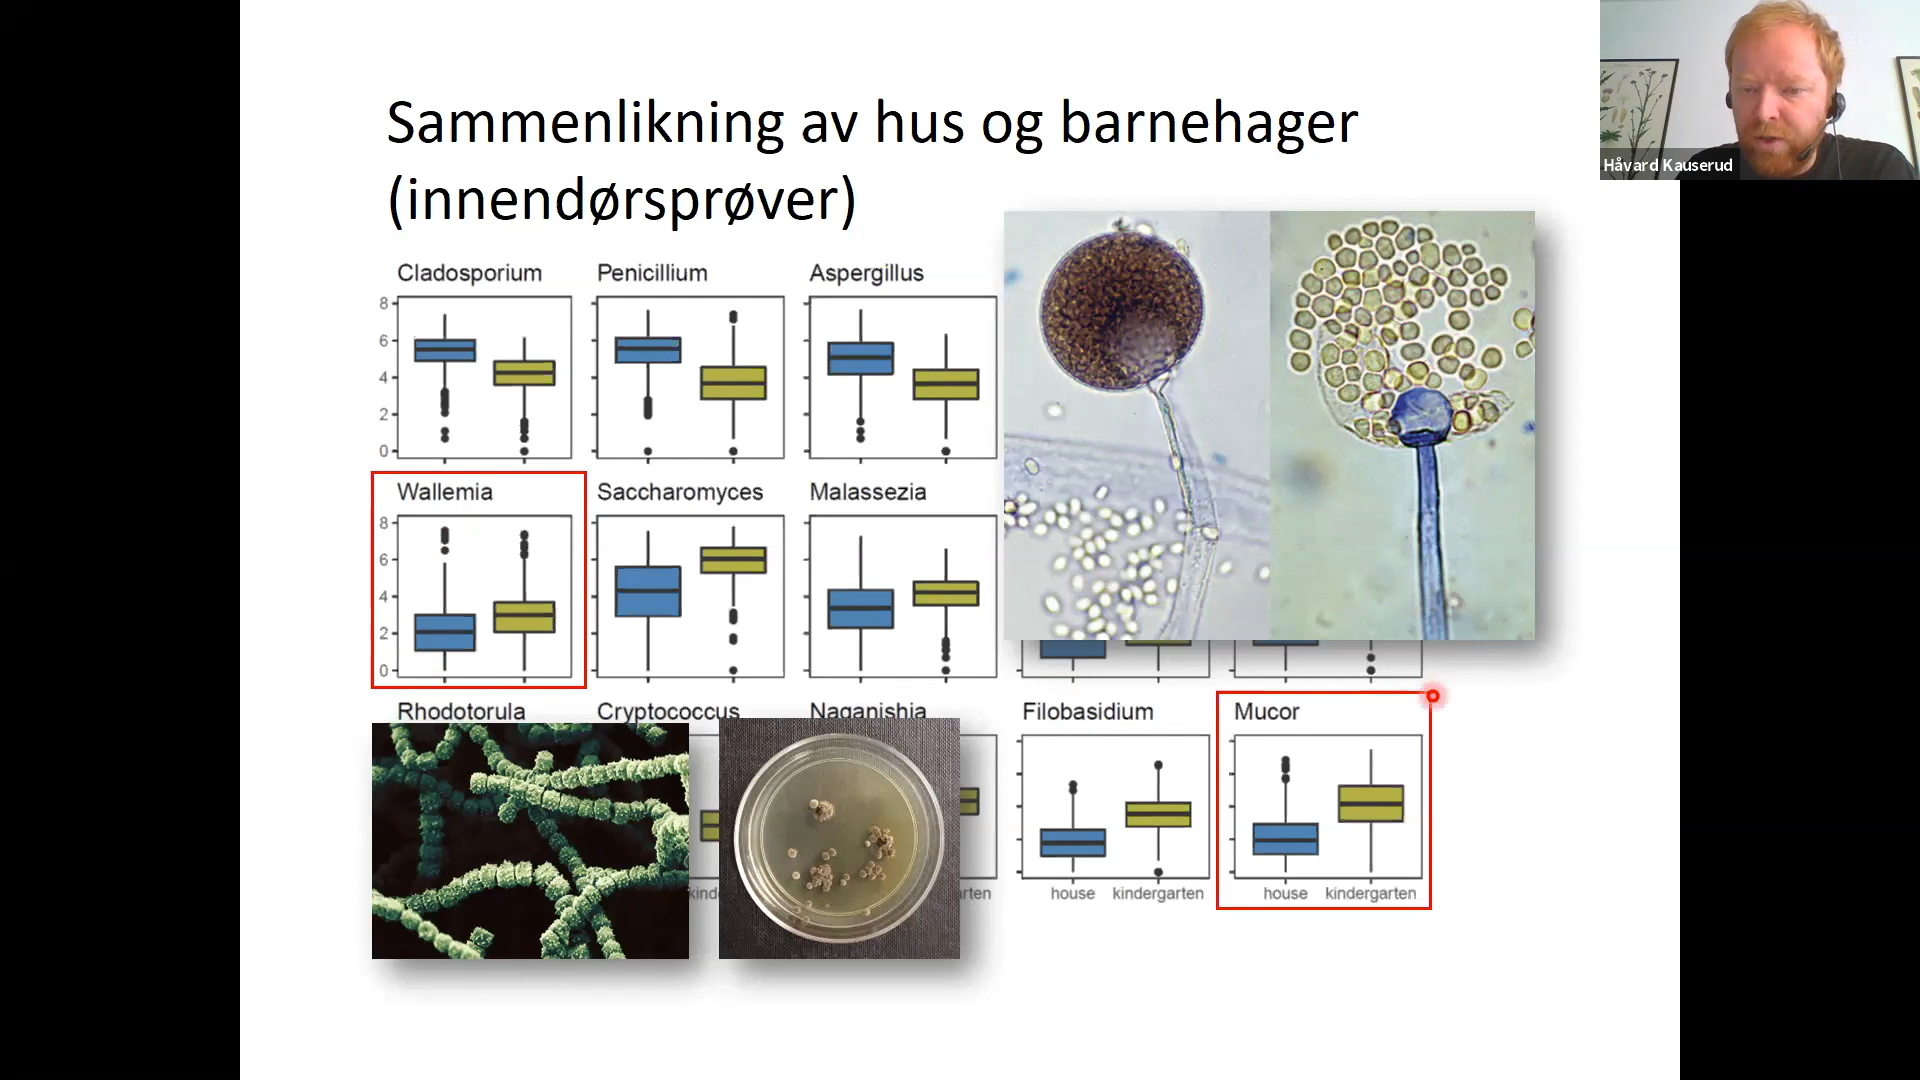 Sammenlikning av hus og barnehager
(innendørsprøver)
Håvard Kauserud
Cladosporium
Penicillium
Aspergillus
8
6
4
2
0
Wallemia
Saccharomyces
Malassezia
8
6
4
2
0
Rhodotorula
Cryptococcus
Naganishia
Filobasidium
Mucor
house
kindergarten
house
kindergarten